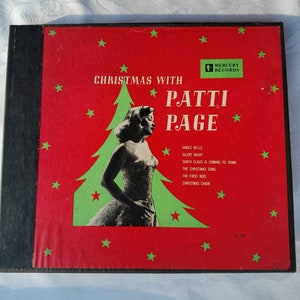 MERCURY
RECORDS
CHRISTMAS WITH
PATTI
PAGE
JINGLE BELLS
SILENT NIGHT
SANTA CLAUS IS COMING TO TOWN
THE CHRISTMAS SONG
THE FIRST NOEL
CHRISTMAS CHOIR